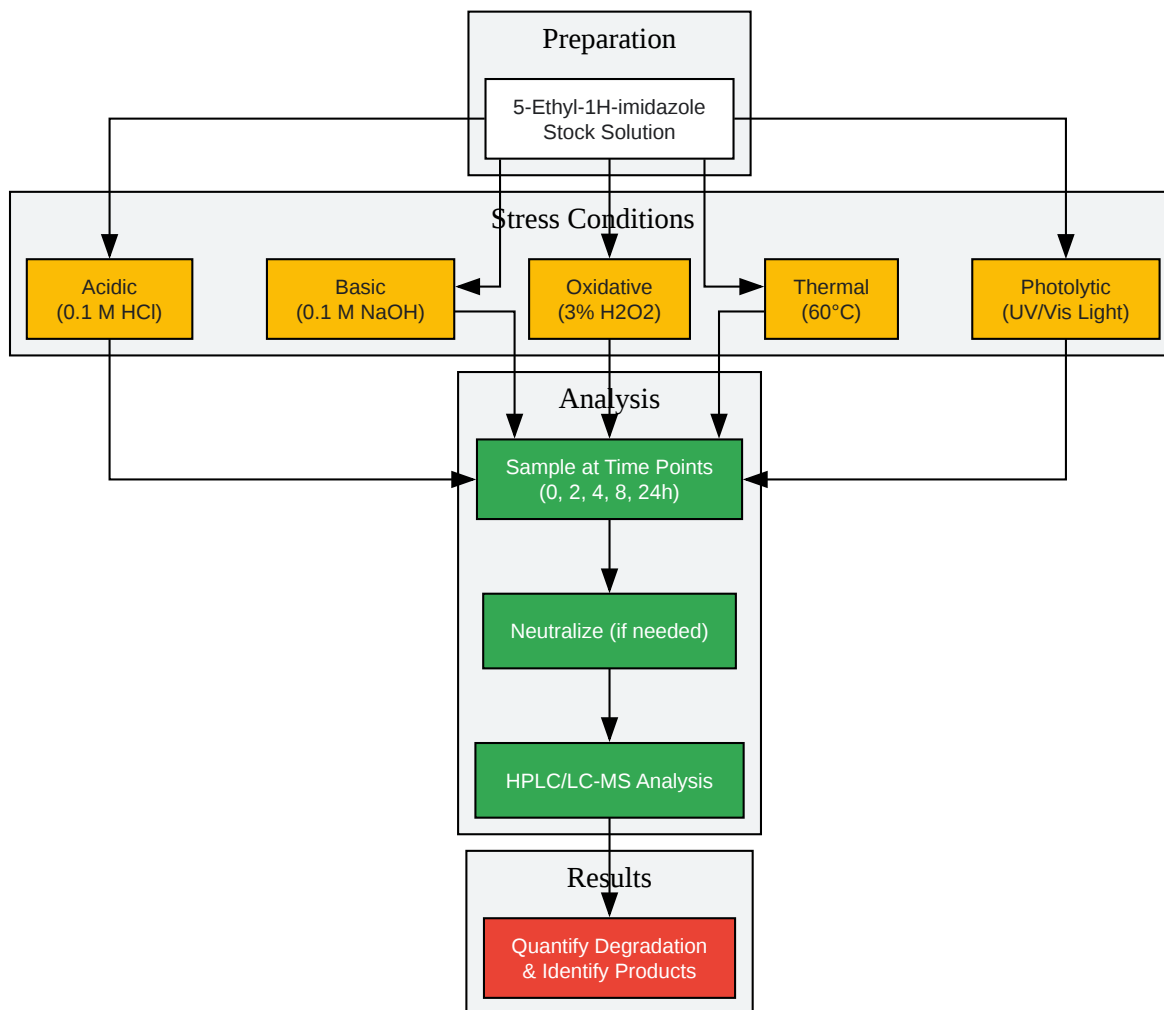 Preparation
5-Ethyl-1H-imidazole
Stock Solution
Stress Conditions
Acidic
(0.1 M HCl)
Basic
(0.1 M NaOH)
Oxidative
(3% H2O2)
Thermal
(60°C)
Photolytic
(UV/Vis Light)
Analysis
Sample at Time Points
(0, 2, 4, 8, 24h)
Neutralize (if needed)
HPLC/LC-MS Analysis
Results
Quantify Degradation
& Identify Products